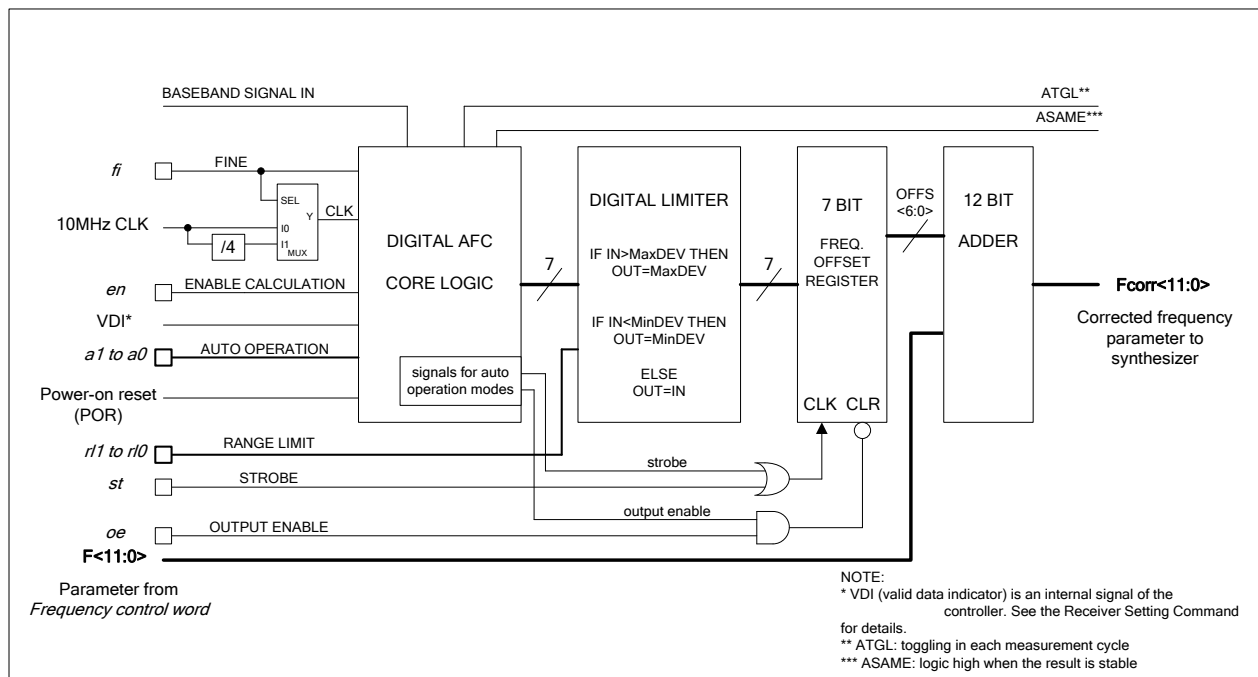 BASEBAND SIGNAL IN
ATGL**
ASAME***
fi
FINE
SEL
Y
I0
I1
MUX
CLK
10MHz CLK
/4
en
ENABLE CALCULATION
VDI*
a1 to a0
AUTO OPERATION
Power-on reset
(POR)
rl1 to rl0
RANGE LIMIT
st
STROBE
oe
OUTPUT ENABLE
F<11:0>
Parameter from
Frequency control word
DIGITAL AFC
CORE LOGIC
signals for auto
operation modes
7
DIGITAL LIMITER
IF IN>MaxDEV THEN
OUT=MaxDEV
IF IN<MinDEV THEN
OUT=MinDEV
ELSE
OUT=IN
7
7 BIT
FREQ.
OFFSET
REGISTER
CLK
CLR
strobe
output enable
OFFS
<6:0>
12 BIT
ADDER
Fcorr<11:0>
Corrected frequency
parameter to
synthesizer
NOTE:
* VDI (valid data indicator) is an internal signal of the
controller. See the Receiver Setting Command
for details.
** ATGL: toggling in each measurement cycle
*** ASAME: logic high when the result is stable